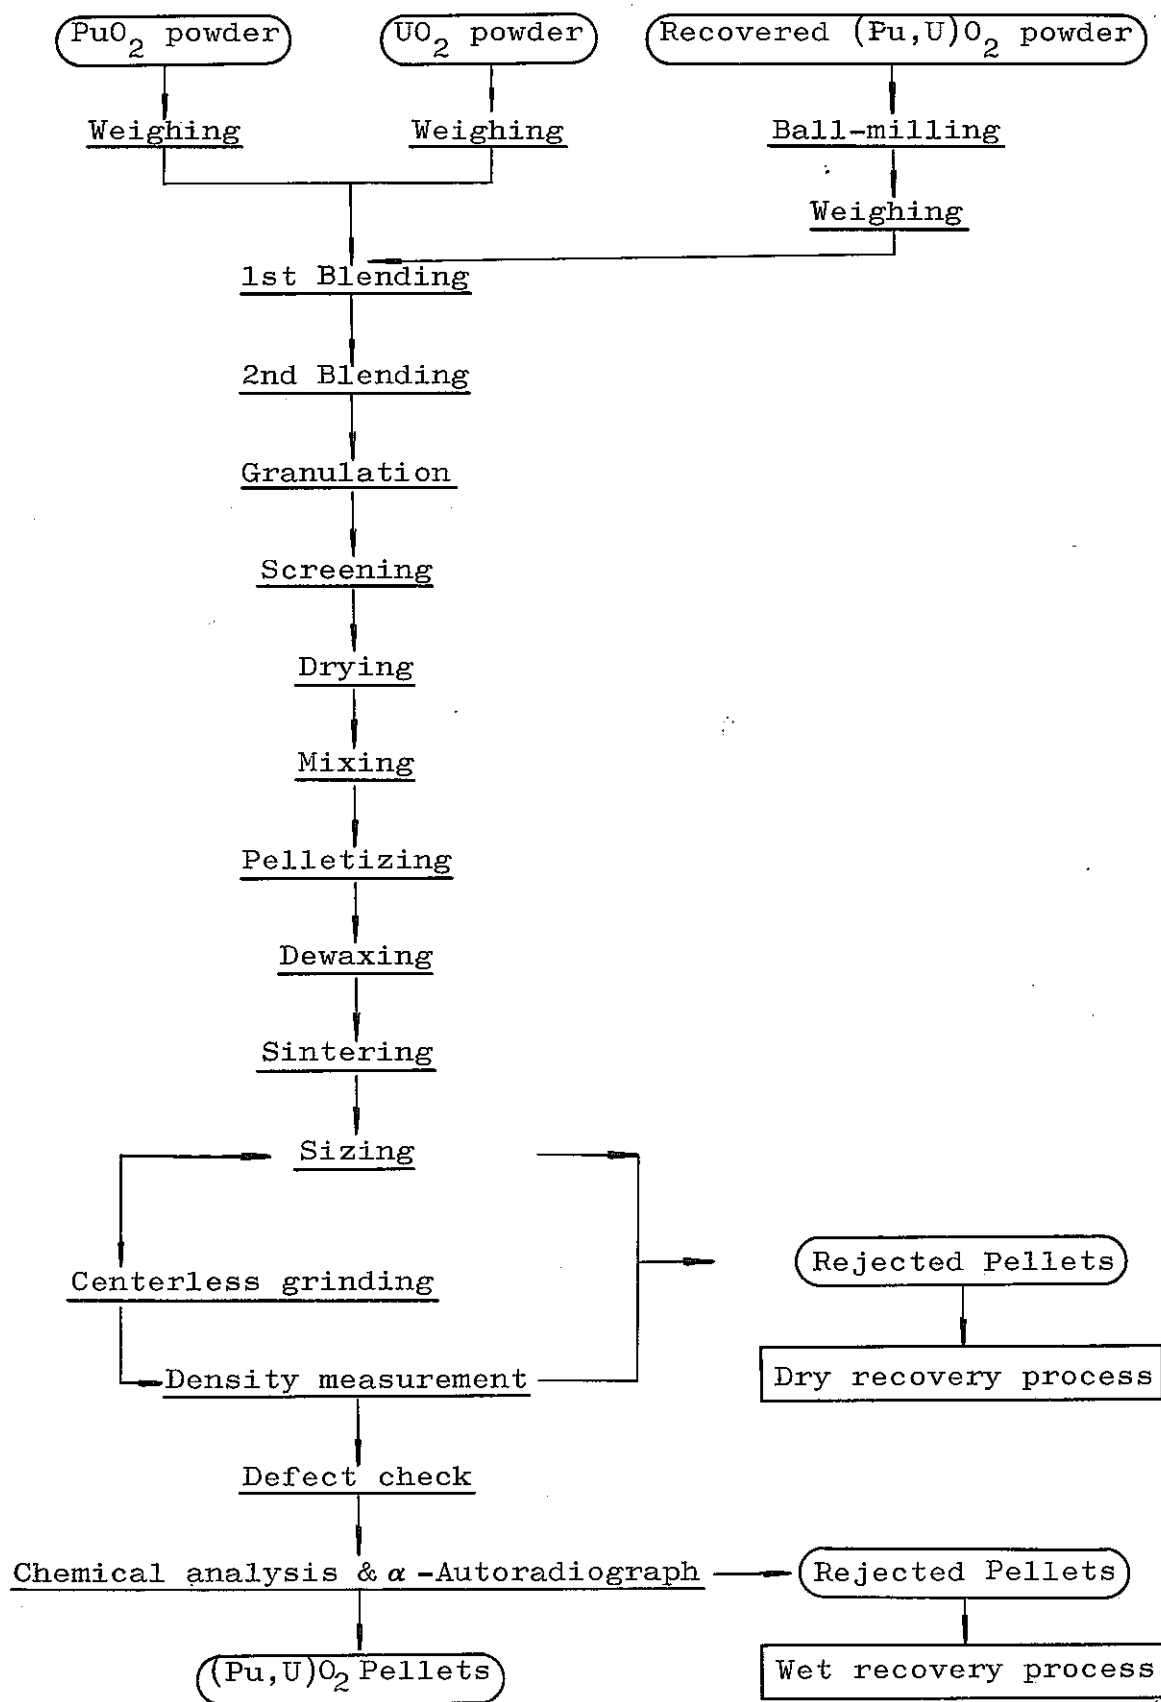 PuO₂ powder
UO₂ powder
Recovered (Pu,U)O₂ powder
Weighing
Weighing
Ball-milling
Weighing
1st Blending
2nd Blending
Granulation
Screening
Drying
Mixing
Pelletizing
Dewaxing
Sintering
Sizing
Centerless grinding
Rejected Pellets
Density measurement
Dry recovery process
Defect check
Chemical analysis & α-Autoradiograph
Rejected Pellets
(Pu,U)O₂ Pellets
Wet recovery process